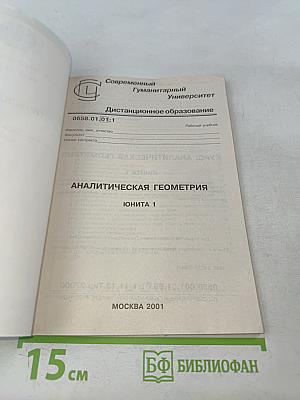 Современный
Гуманитарный
Университет
Дистанционное образование
0658.01.01;1
Рабочий учебник
Фамилия, имя, отчество
Факультет
Номер контракта
АНАЛИТИЧЕСКАЯ ГЕОМЕТРИЯ
ЮНИТА 1
МОСКВА 2001
15 см
БФ БИБЛИОФАН